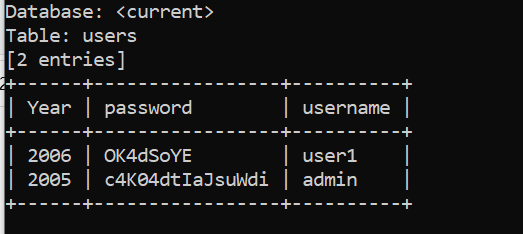 Database: <current>
Table: users
[2 entries]
+------+-----------------+----------+
| Year | password        | username |
+------+-----------------+----------+
| 2006 | OK4dSoYE        | user1    |
| 2005 | c4K04dtIaJsuWdi | admin    |
+------+-----------------+----------+